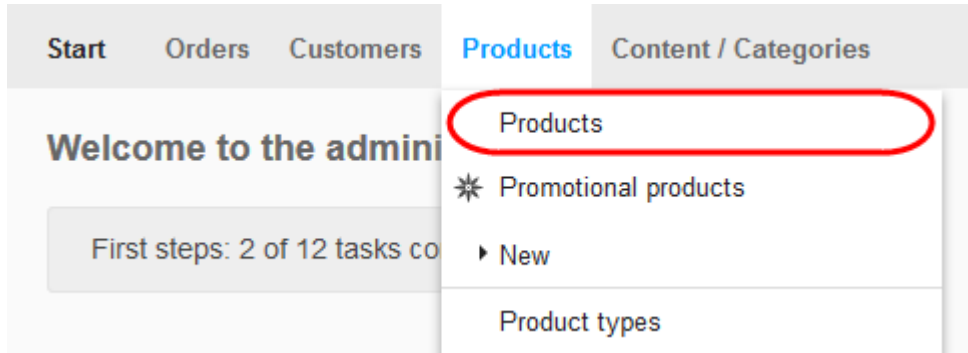 Start Orders Customers Products Content / Categories
Products
Welcome to the admini
Promotional products
First steps: 2 of 12 tasks co
New
Product types